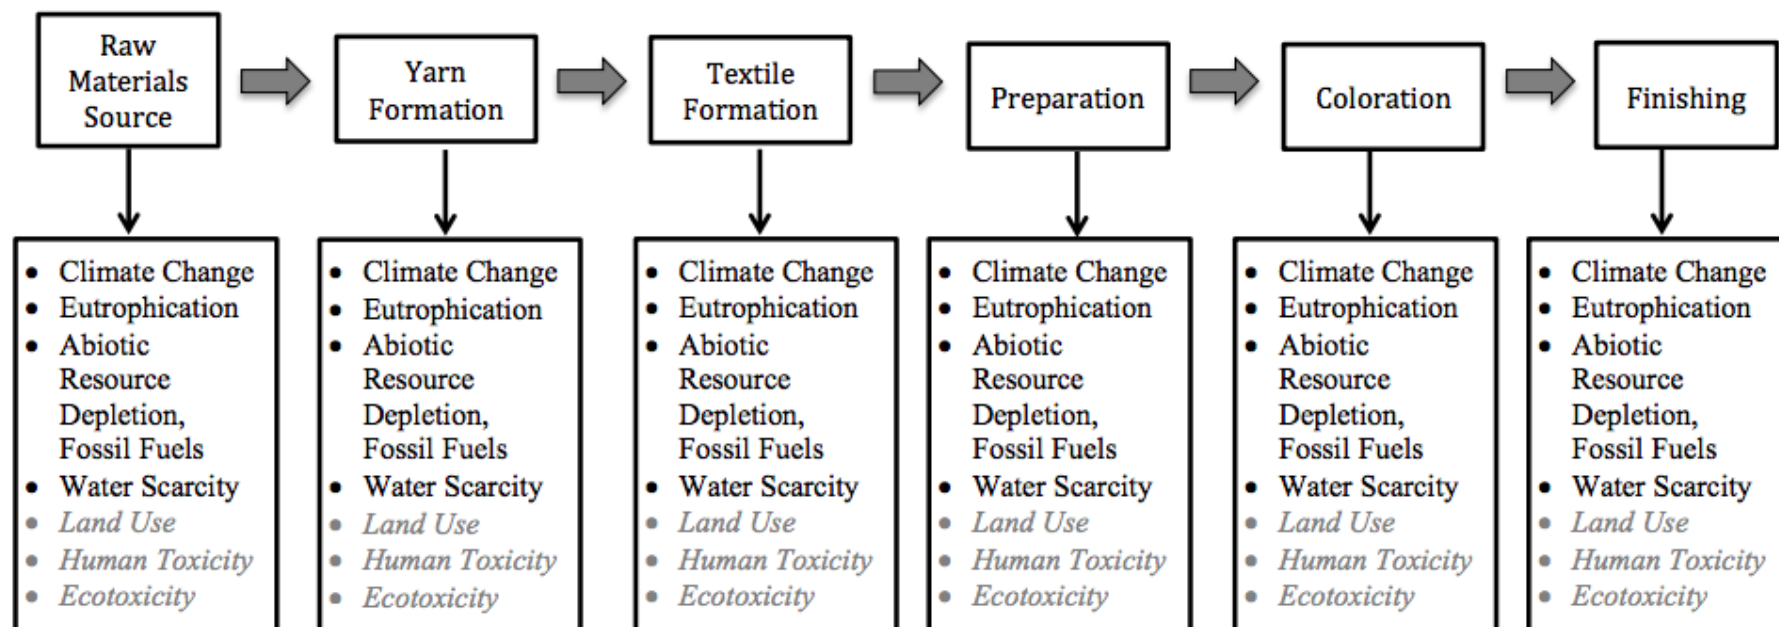 Raw
Materials
Source
Yarn
Formation
Textile
Formation
Preparation
Coloration
Finishing
• Climate Change
• Eutrophication
• Abiotic
Resource
Depletion,
Fossil Fuels
• Water Scarcity
• Land Use
• Human Toxicity
• Ecotoxicity
• Climate Change
• Eutrophication
• Abiotic
Resource
Depletion,
Fossil Fuels
• Water Scarcity
• Land Use
• Human Toxicity
• Ecotoxicity
• Climate Change
• Eutrophication
• Abiotic
Resource
Depletion,
Fossil Fuels
• Water Scarcity
• Land Use
• Human Toxicity
• Ecotoxicity
• Climate Change
• Eutrophication
• Abiotic
Resource
Depletion,
Fossil Fuels
• Water Scarcity
• Land Use
• Human Toxicity
• Ecotoxicity
• Climate Change
• Eutrophication
• Abiotic
Resource
Depletion,
Fossil Fuels
• Water Scarcity
• Land Use
• Human Toxicity
• Ecotoxicity
• Climate Change
• Eutrophication
• Abiotic
Resource
Depletion,
Fossil Fuels
• Water Scarcity
• Land Use
• Human Toxicity
• Ecotoxicity